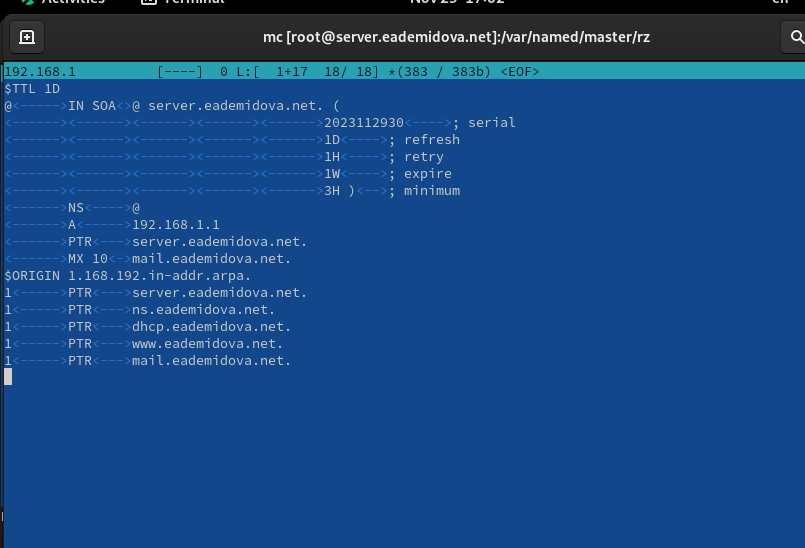 Activities Terminal Nov 29 17:02 en
mc [root@server.eademidova.net]:/var/named/master/rz
192.168.1 [----] 0 L:[ 1+17 18/ 18] *(383 / 383b) <EOF>
$TTL 1D
@<------>IN SOA<>@ server.eademidova.net. (
<------><------><------><------><------>2023112930<---->; serial
<------><------><------><------><------>1D<---->; refresh
<------><------><------><------><------>1H<---->; retry
<------><------><------><------><------>1W<---->; expire
<------><------><------><------><------>3H )<-->; minimum
<------>NS<---->@
<------>A<----->192.168.1.1
<------>PTR<--->server.eademidova.net.
<------>MX 10<->mail.eademidova.net.
$ORIGIN 1.168.192.in-addr.arpa.
1<------>PTR<--->server.eademidova.net.
1<------>PTR<--->ns.eademidova.net.
1<------>PTR<--->dhcp.eademidova.net.
1<------>PTR<--->www.eademidova.net.
1<------>PTR<--->mail.eademidova.net.